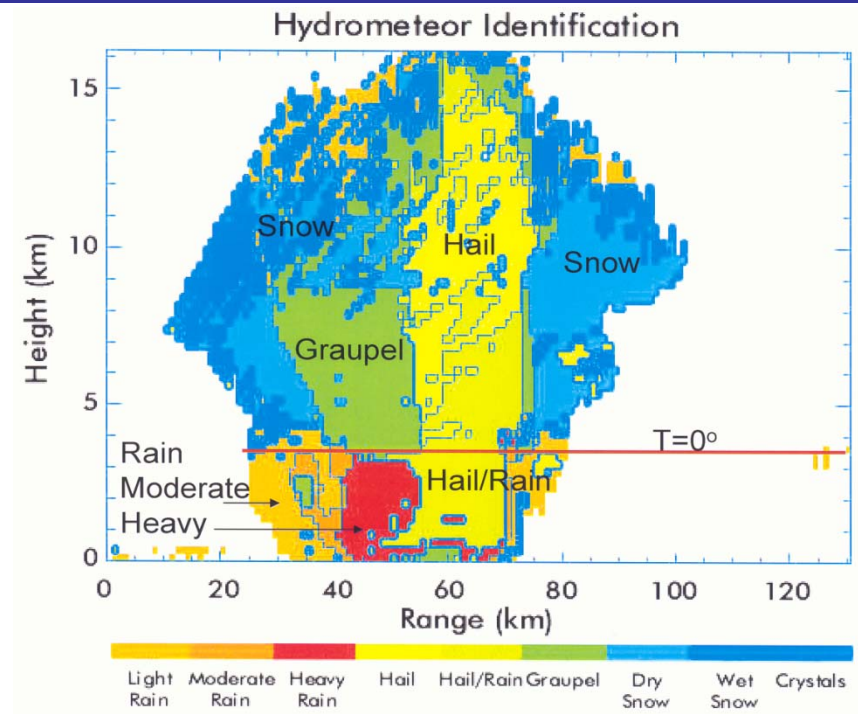 Hydrometeor Identification
15
10
5
0
Height (km)
Snow
Hail
Snow
Graupel
T=0°
Rain
Moderate
Heavy
Hail/Rain
0 20 40 60 80 100 120
Range (km)
Light Rain
Moderate Rain
Heavy Rain
Hail
Hail/Rain
Graupel
Dry Snow
Wet Snow
Crystals